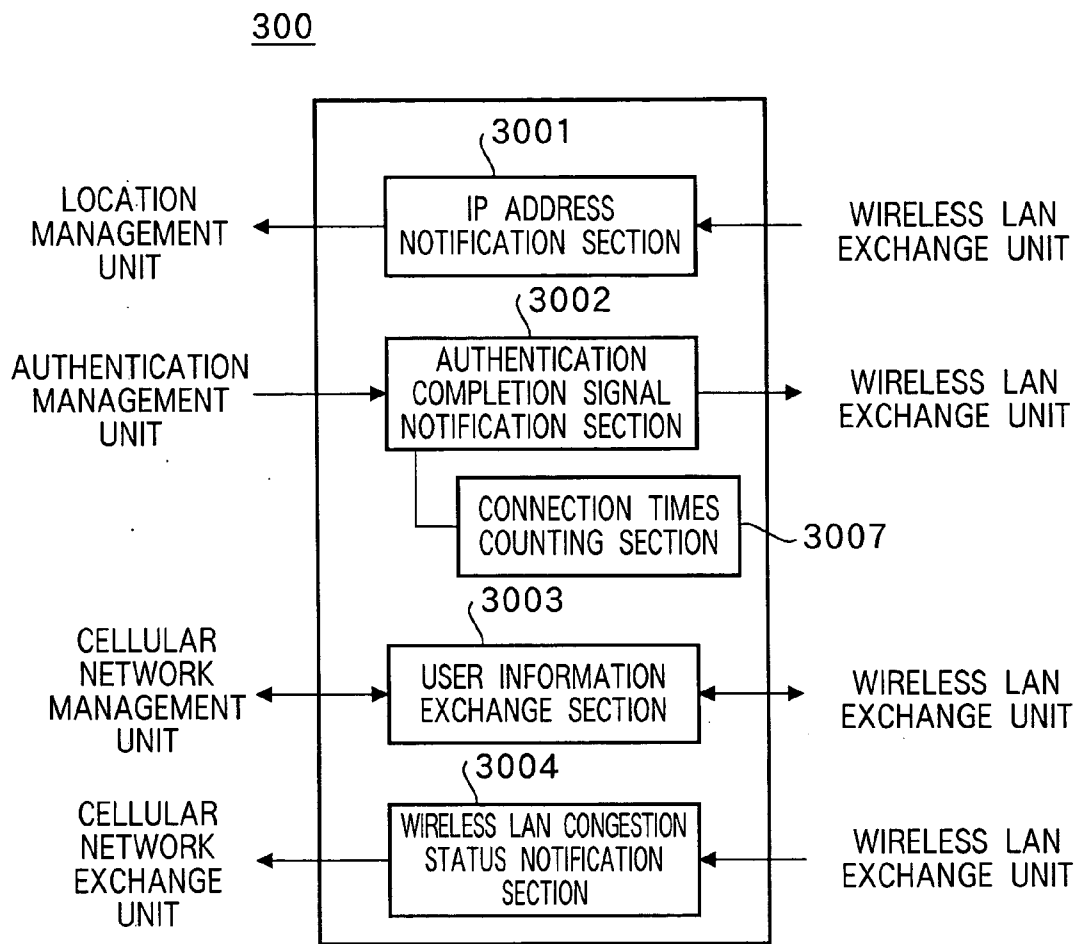 300
3001
LOCATION
MANAGEMENT
UNIT
IP ADDRESS
NOTIFICATION SECTION
WIRELESS LAN
EXCHANGE UNIT
3002
AUTHENTICATION
MANAGEMENT
UNIT
AUTHENTICATION
COMPLETION SIGNAL
NOTIFICATION SECTION
WIRELESS LAN
EXCHANGE UNIT
CONNECTION TIMES
COUNTING SECTION
3007
3003
CELLULAR
NETWORK
MANAGEMENT
UNIT
USER INFORMATION
EXCHANGE SECTION
WIRELESS LAN
EXCHANGE UNIT
3004
CELLULAR
NETWORK
EXCHANGE
UNIT
WIRELESS LAN CONGESTION
STATUS NOTIFICATION
SECTION
WIRELESS LAN
EXCHANGE UNIT